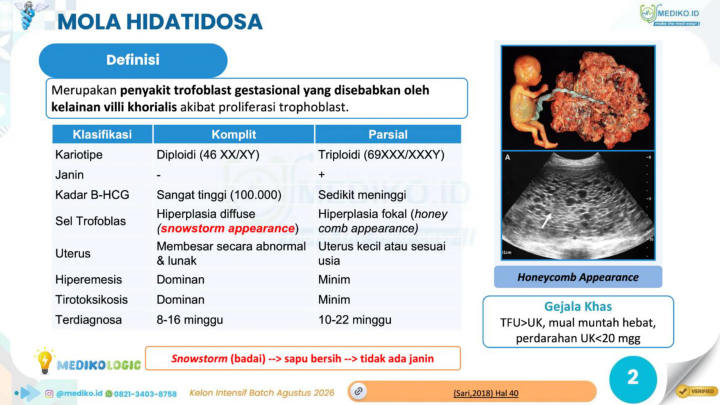 MOLA HIDATIDOSA
MEDIKO.ID
Definisi
Merupakan penyakit trofoblast gestasional yang disebabkan oleh
kelainan villi khorialis akibat proliferasi trophoblast.
Klasifikasi Komplit Parsial
Kariotipe Diploidi (46 XX/XY) Triploidi (69XXX/XXXY)
Janin - +
Kadar B-HCG Sangat tinggi (100.000) Sedikit meninggi
Sel Trofoblas Hiperplasia diffuse (snowstorm appearance) Hiperplasia fokal (honey comb appearance)
Uterus Membesar secara abnormal & lunak Uterus kecil atau sesuai usia
Hiperemesis Dominan Minim
Tirotoksikosis Dominan Minim
Terdiagnosa 8-16 minggu 10-22 minggu
MEDIKO.ID
A
Honeycomb Appearance
Gejala Khas
TFU>UK, mual muntah hebat,
perdarahan UK<20 mgg
MEDIKOLOGIC
Snowstorm (badai) --> sapu bersih --> tidak ada janin
2
@mediko.id 0821-3403-8758
Kelon Intensif Batch Agustus 2026
(Sari,2018) Hal 40
VERIFIED